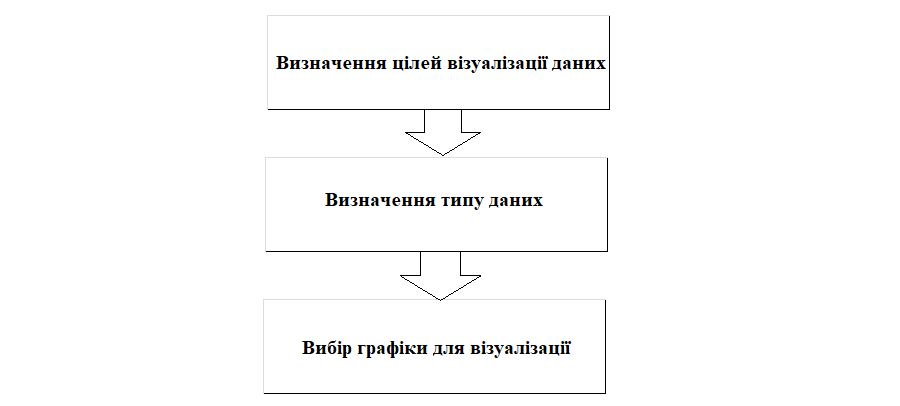 Визначення цілей візуалізації даних
Визначення типу даних
Вибір графіки для візуалізації